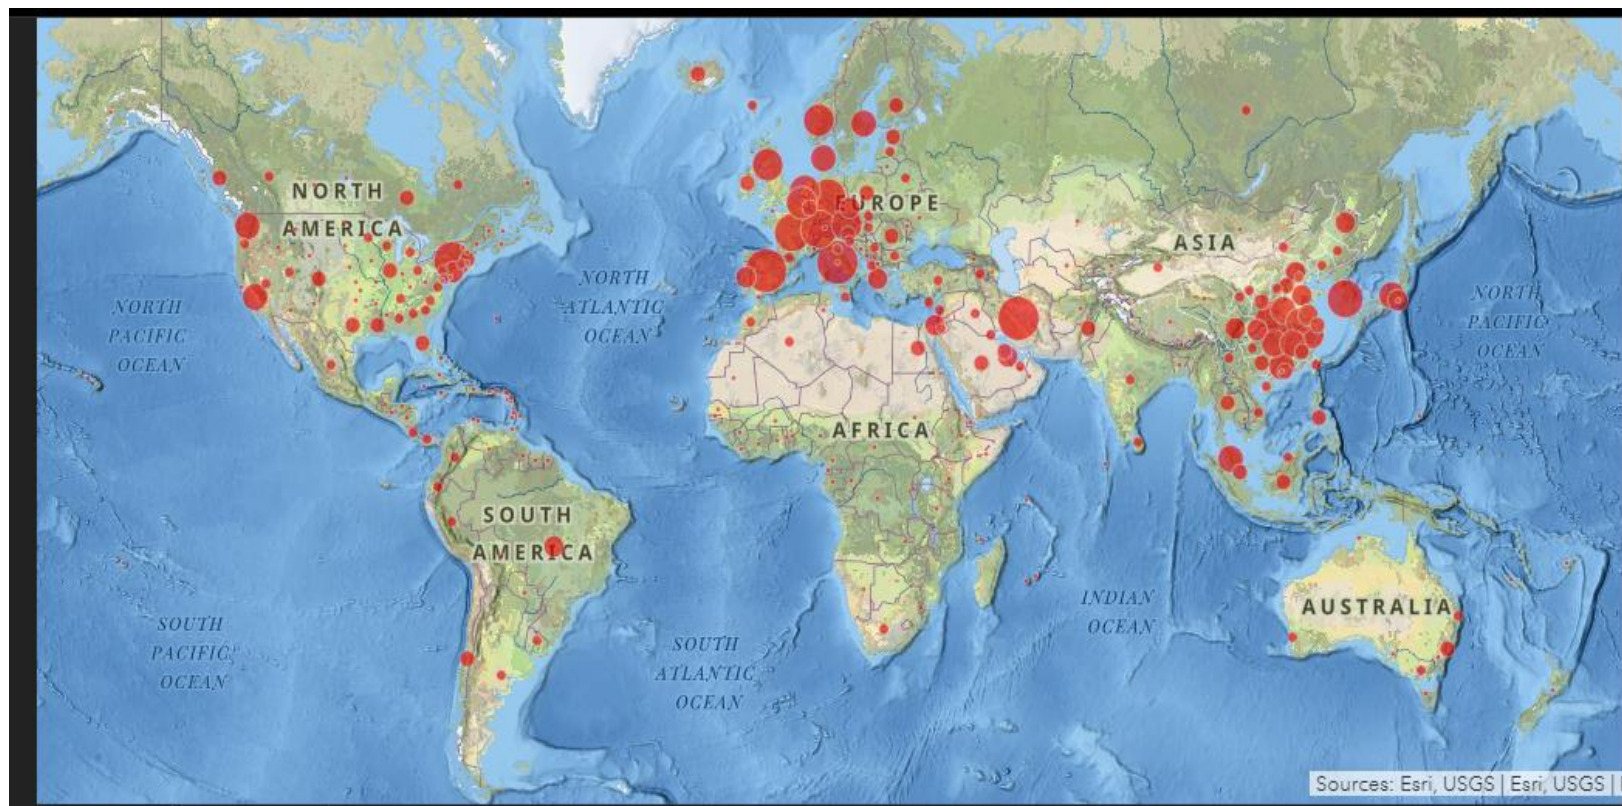 NORTH
AMERICA
EUROPE
ASIA
NORTH
ATLANTIC
OCEAN
NORTH
PACIFIC
OCEAN
NORTH
PACIFIC
OCEAN
AFRICA
SOUTH
AMERICA
INDIAN
OCEAN
AUSTRALIA
SOUTH
PACIFIC
OCEAN
SOUTH
ATLANTIC
OCEAN
Sources: Esri, USGS | Esri, USGS |